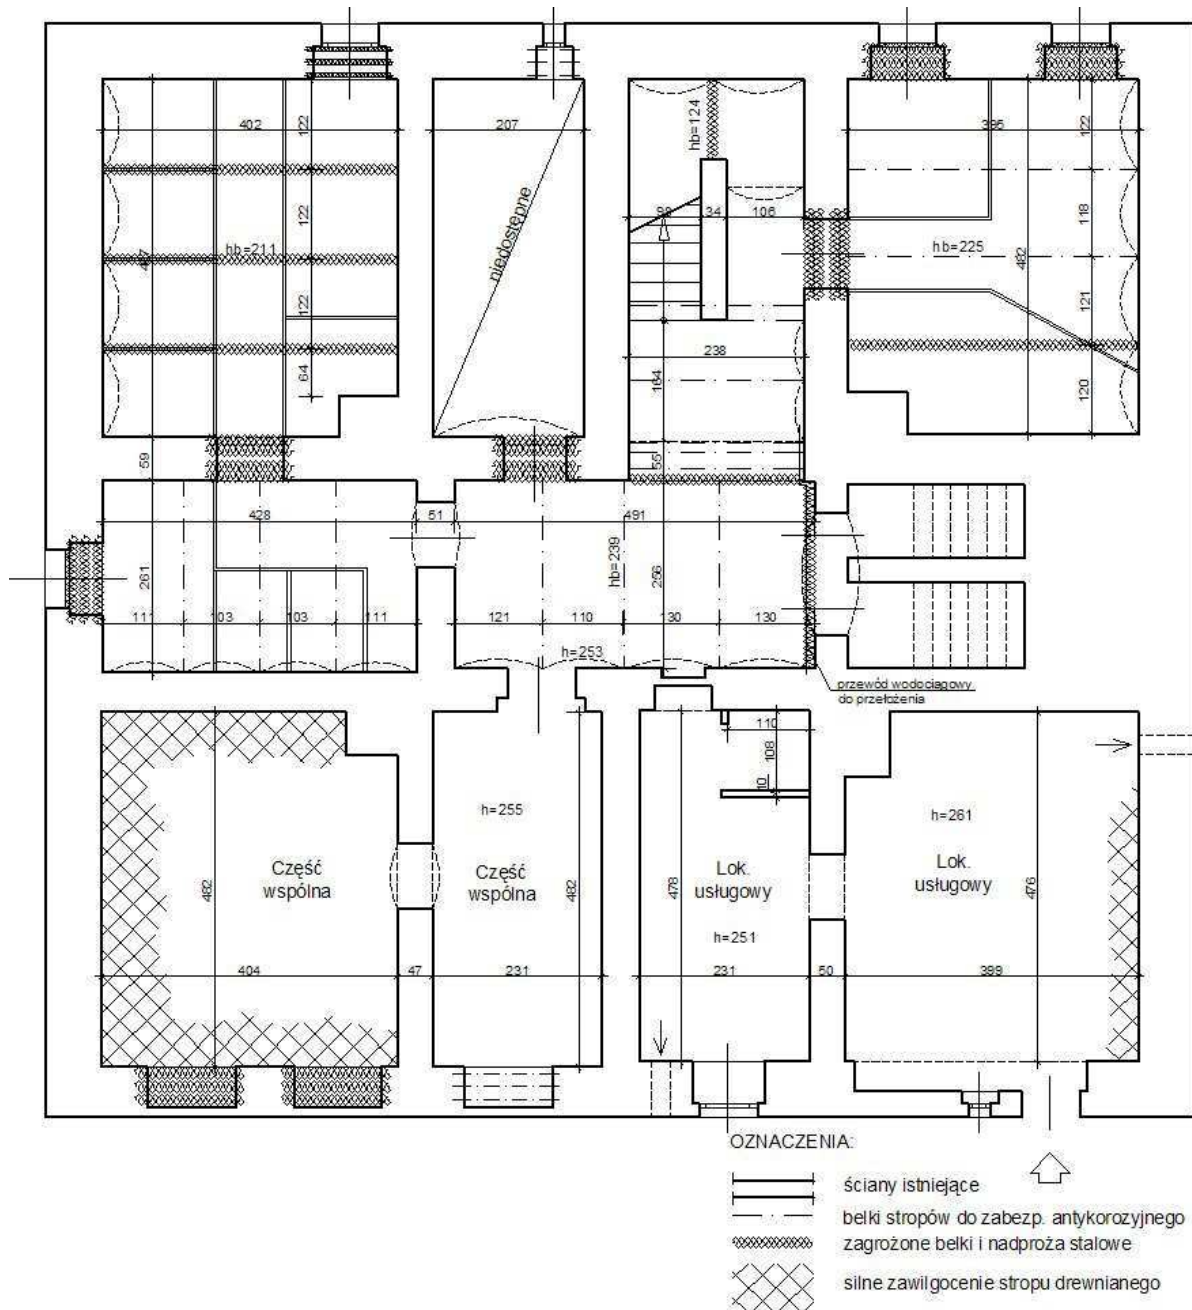 402
122
207
hb=124
395
122
122
niedostępne
98
34
106
118
hb=211
467
hb=225
482
122
121
64
238
164
120
59
55
428
51
491
261
hb=239
256
111
103
103
111
121
110
130
130
h=253
przewód wodociągowy
do przełożenia
110
108
10
h=255
h=261
Część
wspólna
Część
wspólna
Lok.
usługowy
Lok.
usługowy
482
482
478
476
h=251
404
47
231
231
50
399
OZNACZENIA:
ściany istniejące
belki stropów do zabezp. antykorozyjnego
zagrożone belki i nadproża stalowe
silne zawilgocenie stropu drewnianego